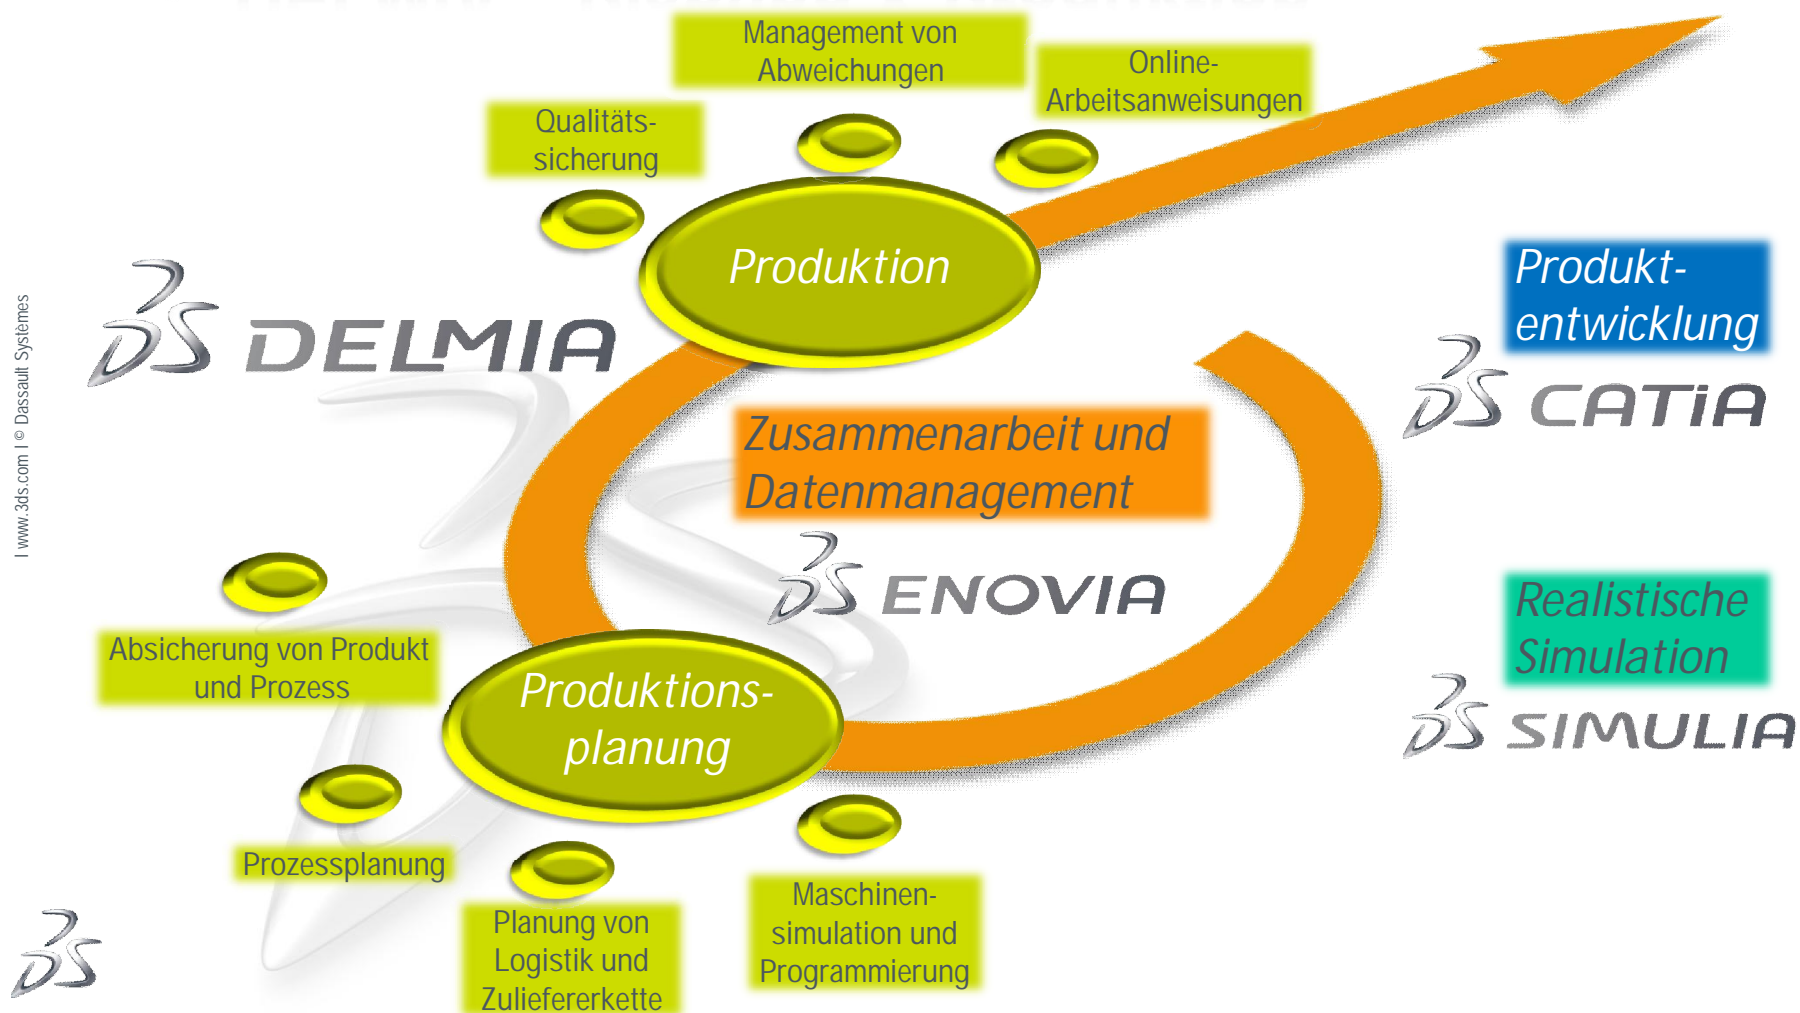 Management von
Abweichungen
Online-
Arbeitsanweisungen
Qualitäts-
sicherung
Produktion
Produkt-
entwicklung
DELMIA
CATiA
Zusammenarbeit und
Datenmanagement
ENOVIA
Realistische
Simulation
SIMULIA
Absicherung von Produkt
und Prozess
Produktions-
planung
Prozessplanung
Planung von
Logistik und
Zuliefererkette
Maschinen-
simulation und
Programmierung
I www.3ds.com I © Dassault Systèmes